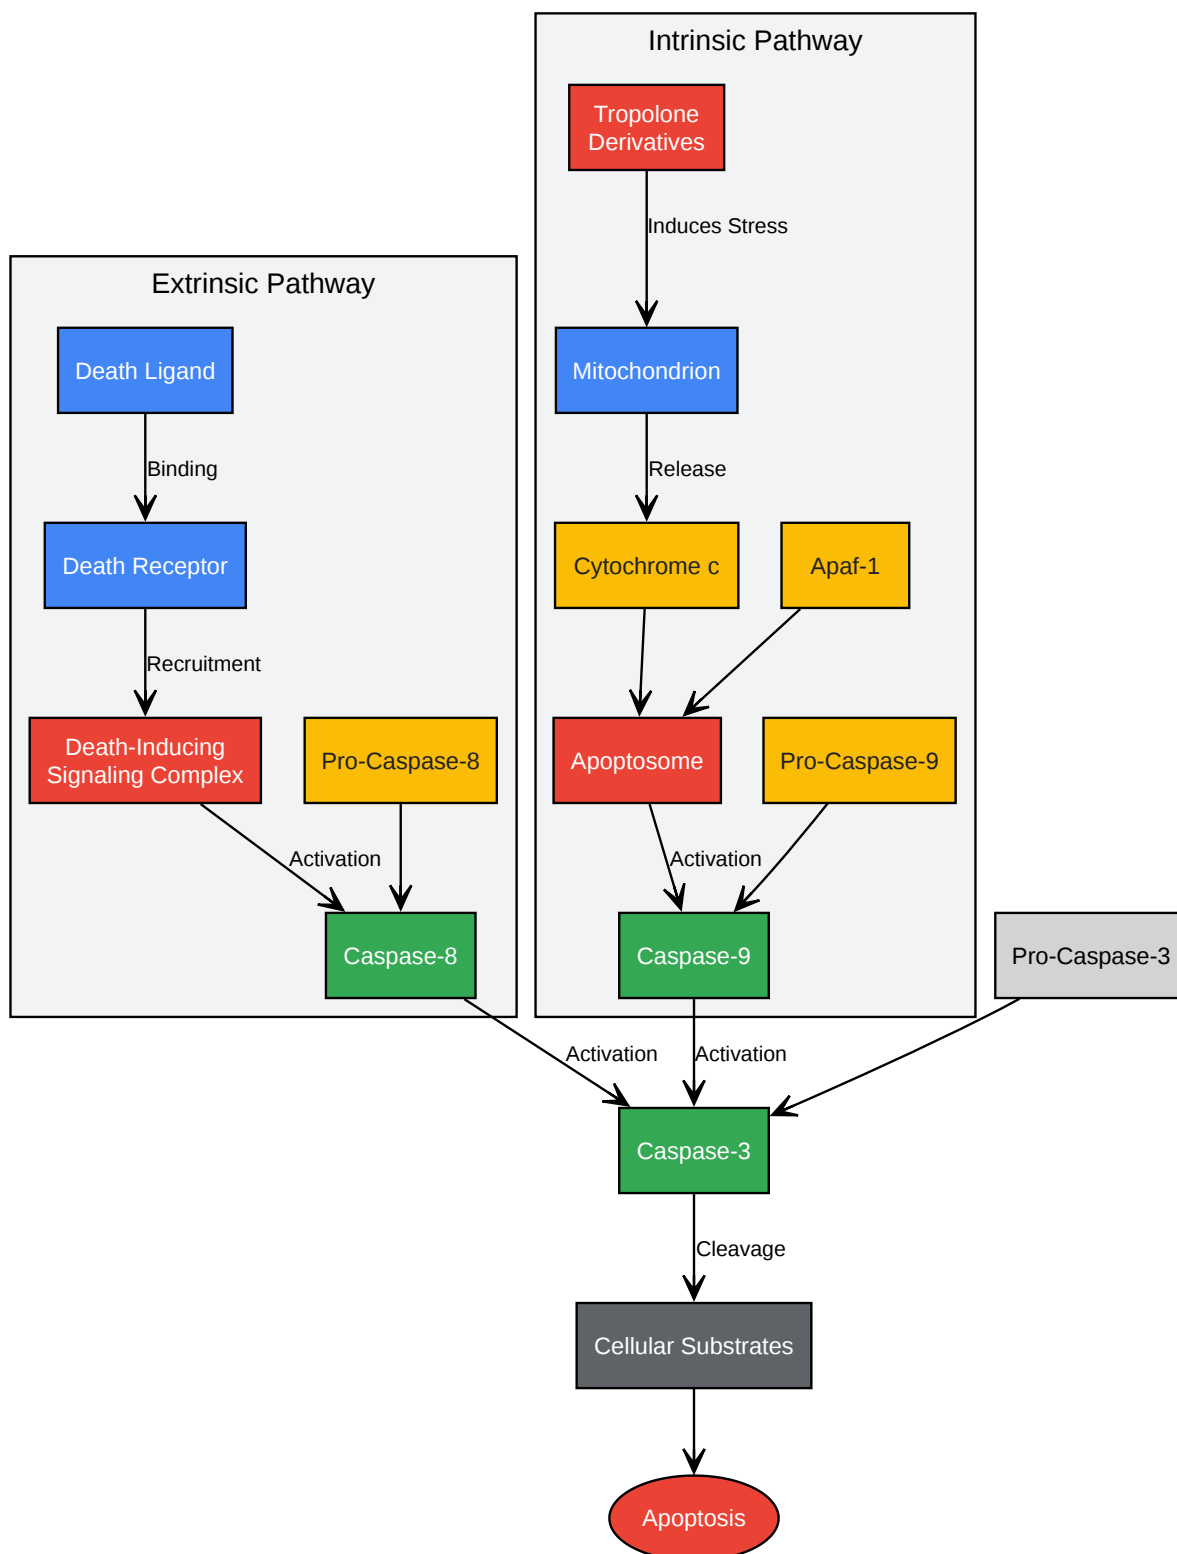 Intrinsic Pathway
Tropolone
Derivatives
Induces Stress
Extrinsic Pathway
Death Ligand
Mitochondrion
Binding
Release
Death Receptor
Cytochrome c
Apaf-1
Recruitment
Death-Inducing
Signaling Complex
Pro-Caspase-8
Apoptosome
Pro-Caspase-9
Activation
Activation
Caspase-8
Caspase-9
Pro-Caspase-3
Activation
Activation
Caspase-3
Cleavage
Cellular Substrates
Apoptosis